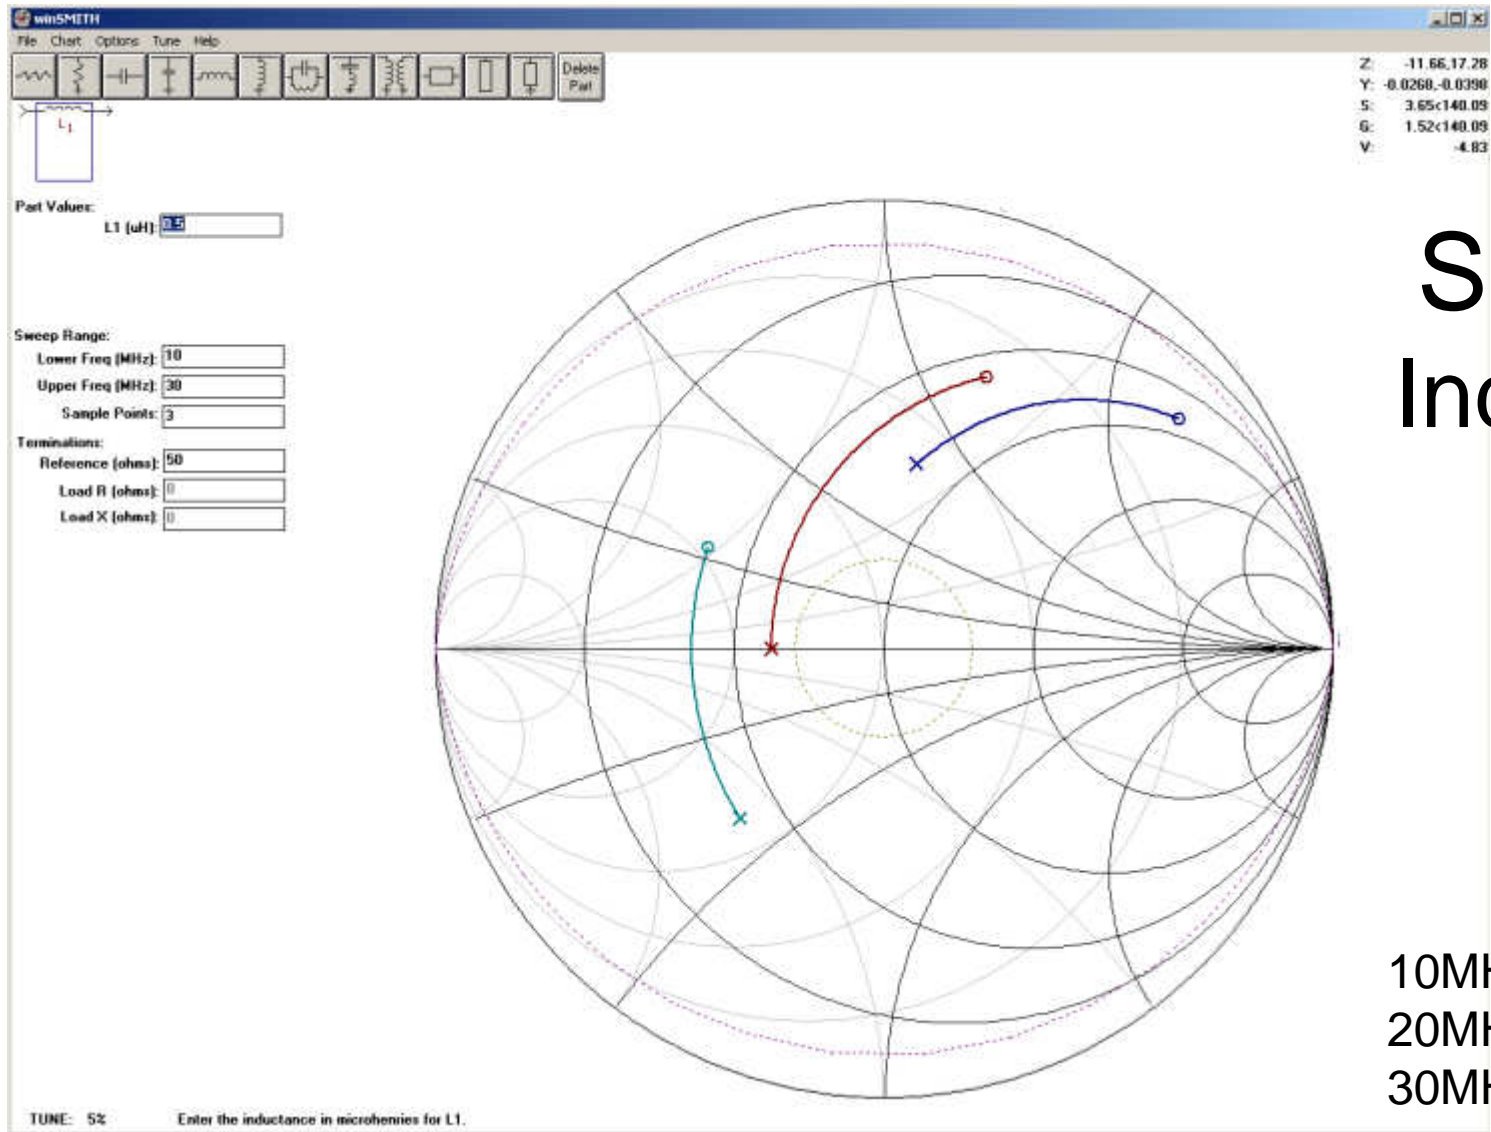 winSMITH
File Chart Options Tune Help
Delete Part
L1
Z: -11.66,17.28
Y: -0.0268,-0.0398
S: 3.65<140.09
G: 1.52<140.09
V: -4.83
Part Values:
L1 (uH): 0.5
Sweep Range:
Lower Freq (MHz): 10
Upper Freq (MHz): 30
Sample Points: 3
Terminations:
Reference (ohms): 50
Load R (ohms): 0
Load X (ohms): 0
S
Ind
10MH
20MH
30MH
TUNE: 5% Enter the inductance in microhenries for L1.